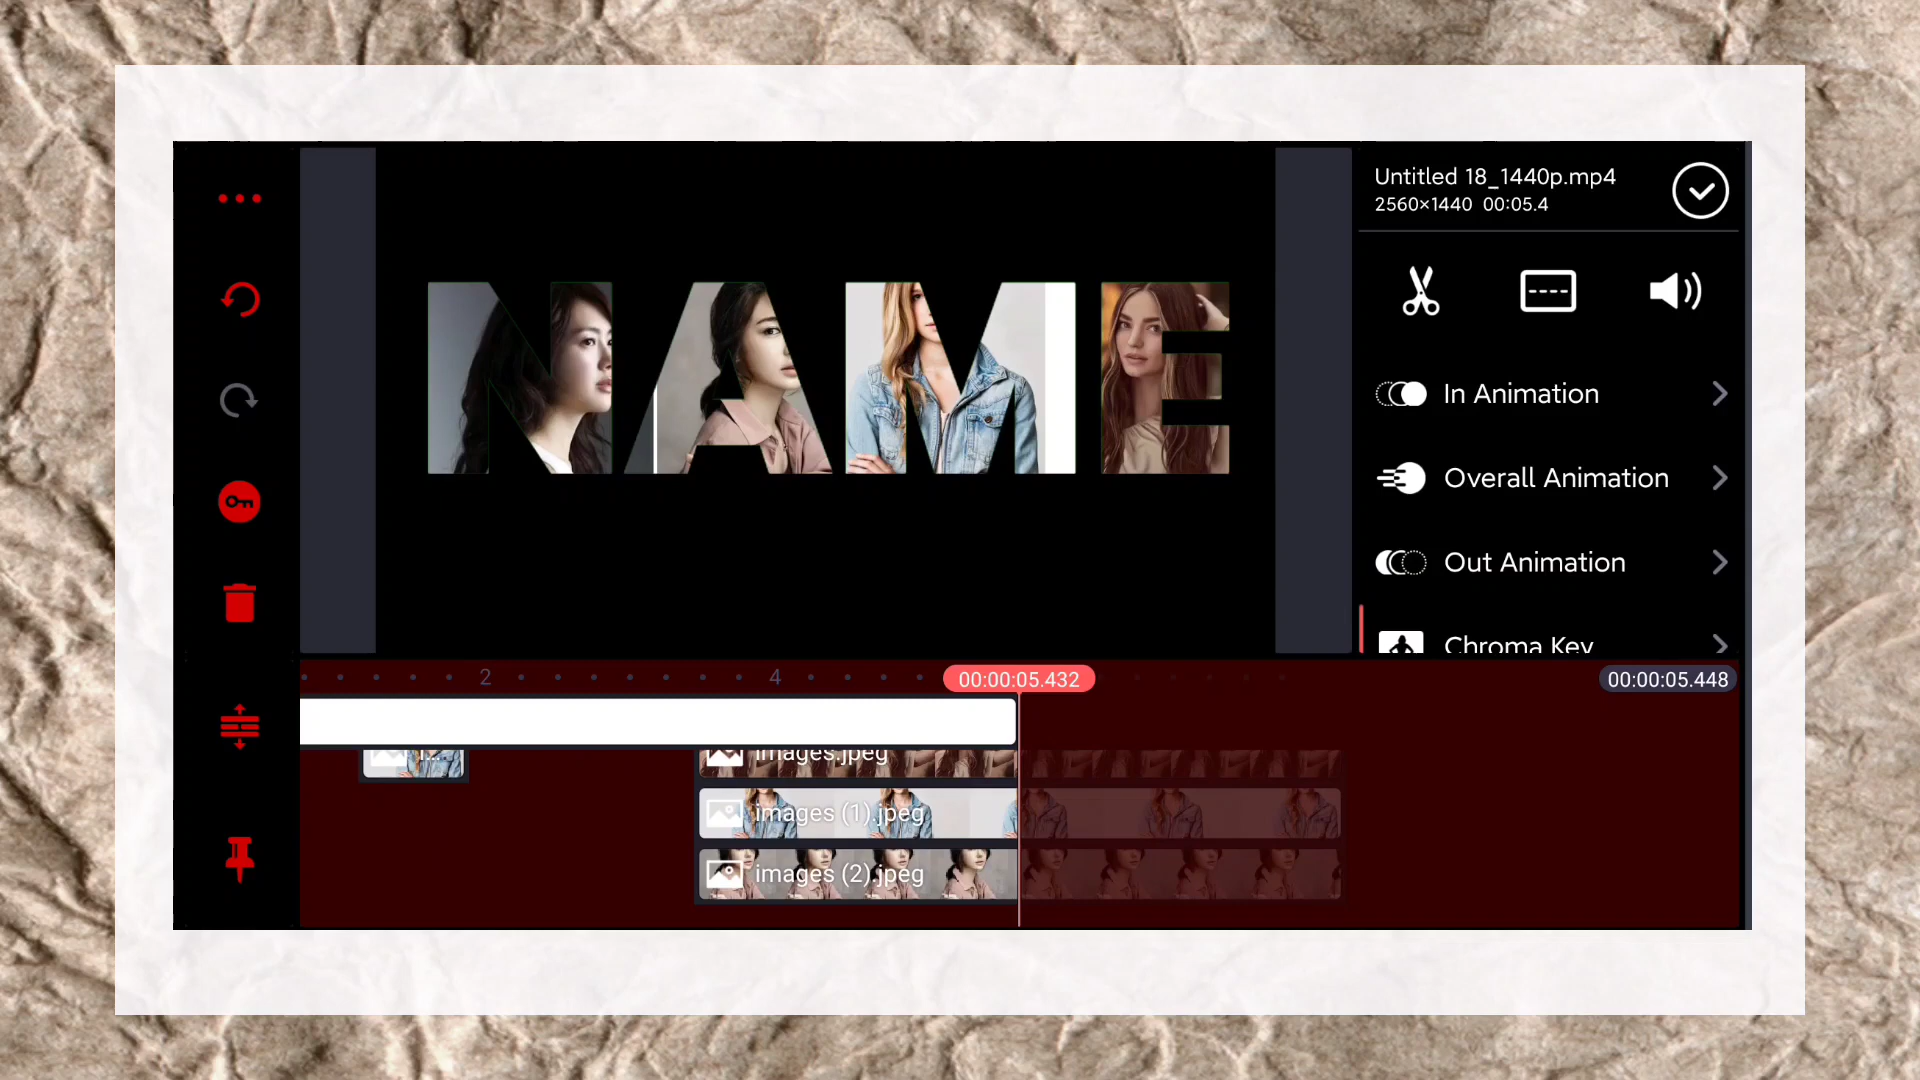 NAME
Untitled 18_1440p.mp4
2560×1440 00:05.4
In Animation
Overall Animation
Out Animation
Chroma Key
2
4
00:00:05.432
00:00:05.448
images.jpeg
images (1).jpeg
images (2).jpeg